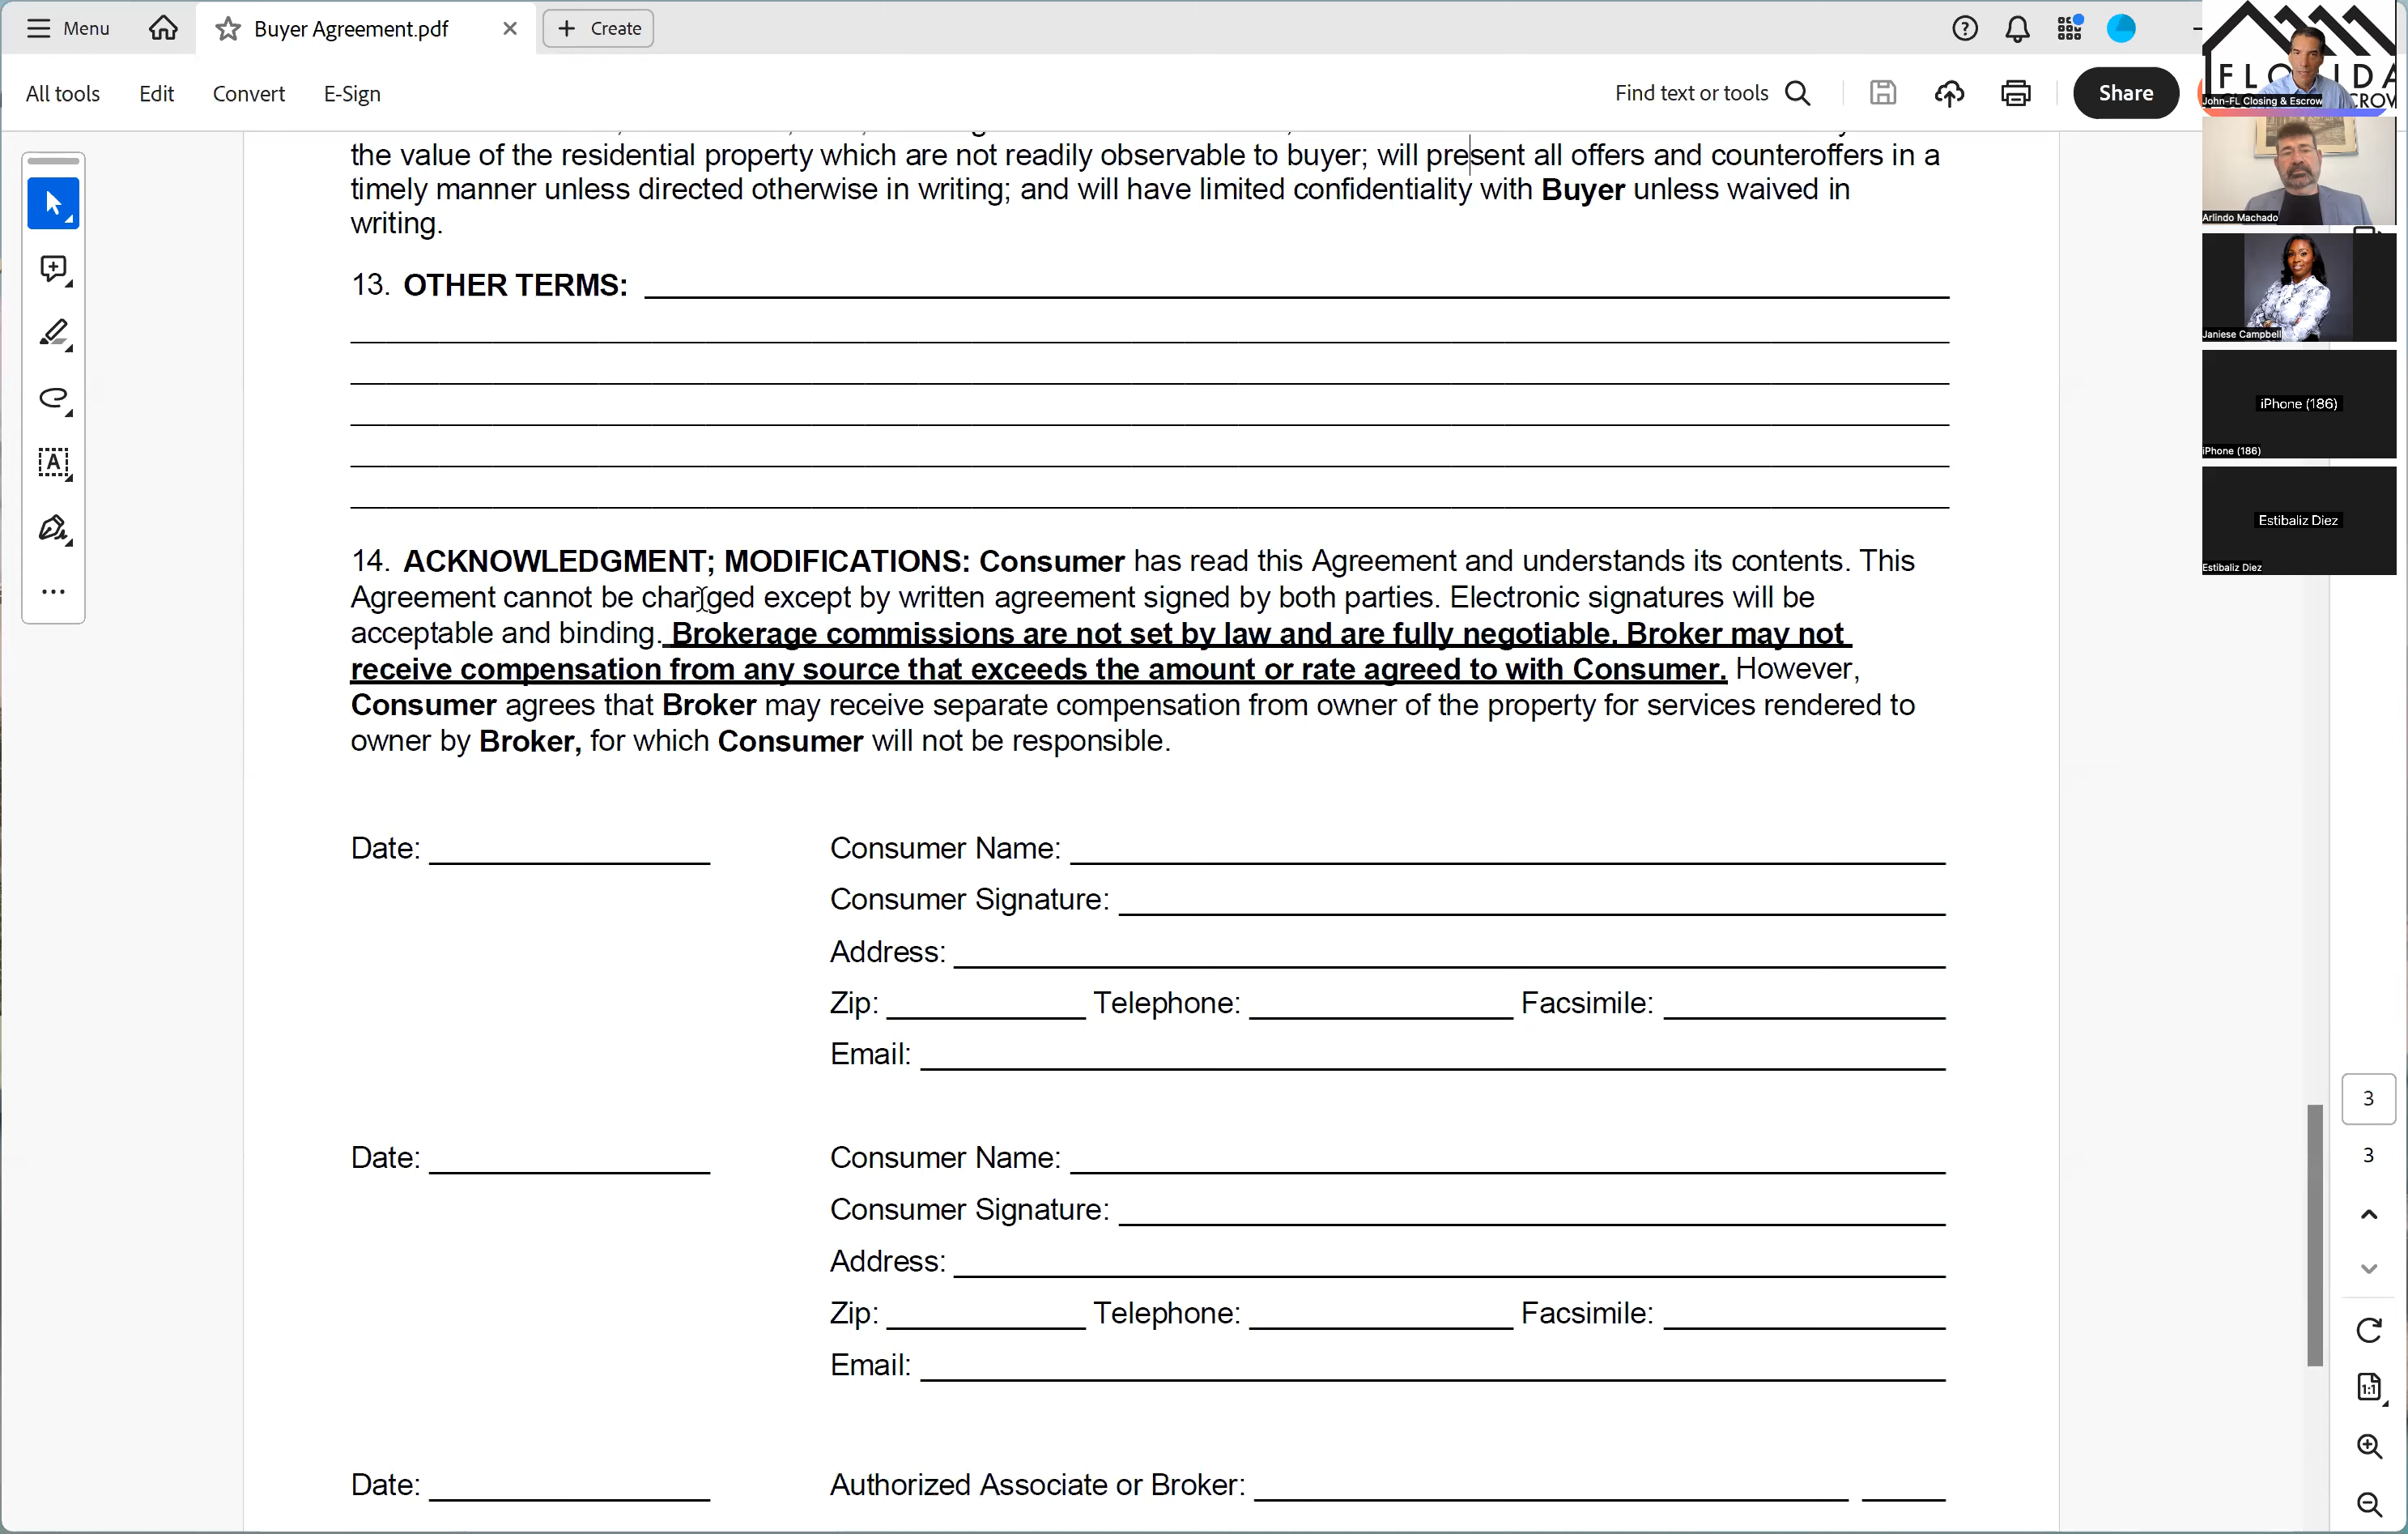 Menu
Buyer Agreement.pdf
Create
All tools
Edit
Convert
E-Sign
Find text or tools
Share
FLORIDA
John-FL Closing & Escrow
Arlindo Machado
Janiese Campbell
iPhone (186)
iPhone (186)
Estibaliz Diez
Estibaliz Diez
the value of the residential property which are not readily observable to buyer; will present all offers and counteroffers in a
timely manner unless directed otherwise in writing; and will have limited confidentiality with Buyer unless waived in
writing.
13. OTHER TERMS:
14. ACKNOWLEDGMENT; MODIFICATIONS: Consumer has read this Agreement and understands its contents. This
Agreement cannot be changed except by written agreement signed by both parties. Electronic signatures will be
acceptable and binding. Brokerage commissions are not set by law and are fully negotiable. Broker may not
receive compensation from any source that exceeds the amount or rate agreed to with Consumer. However,
Consumer agrees that Broker may receive separate compensation from owner of the property for services rendered to
owner by Broker, for which Consumer will not be responsible.
Date: Consumer Name:
Consumer Signature:
Address:
Zip: Telephone: Facsimile:
Email:
Date: Consumer Name:
Consumer Signature:
Address:
Zip: Telephone: Facsimile:
Email:
Date: Authorized Associate or Broker:
3
3
1:1